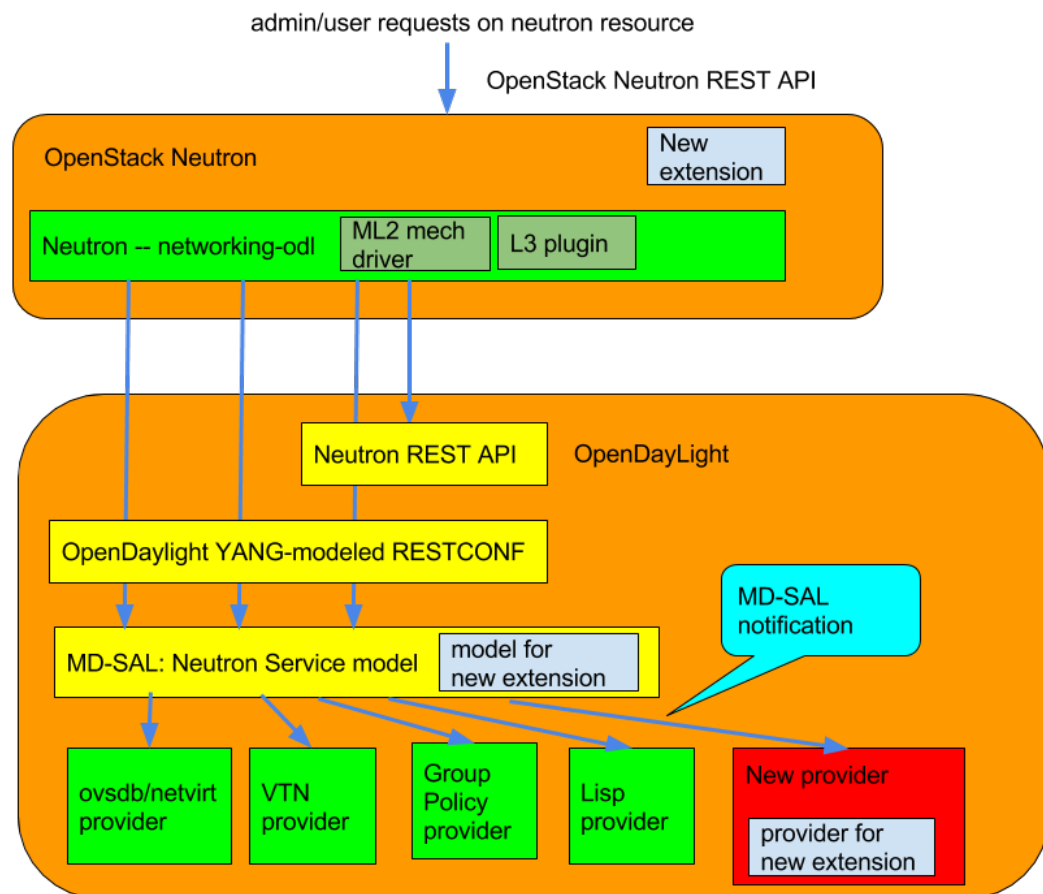 admin/user requests on neutron resource
OpenStack Neutron REST API
OpenStack Neutron
New
extension
Neutron -- networking-odl
ML2 mech
driver
L3 plugin
Neutron REST API
OpenDayLight
OpenDaylight YANG-modeled RESTCONF
MD-SAL
notification
MD-SAL: Neutron Service model
model for
new extension
ovsdb/netvirt
provider
VTN
provider
Group
Policy
provider
Lisp
provider
New provider
provider for
new extension